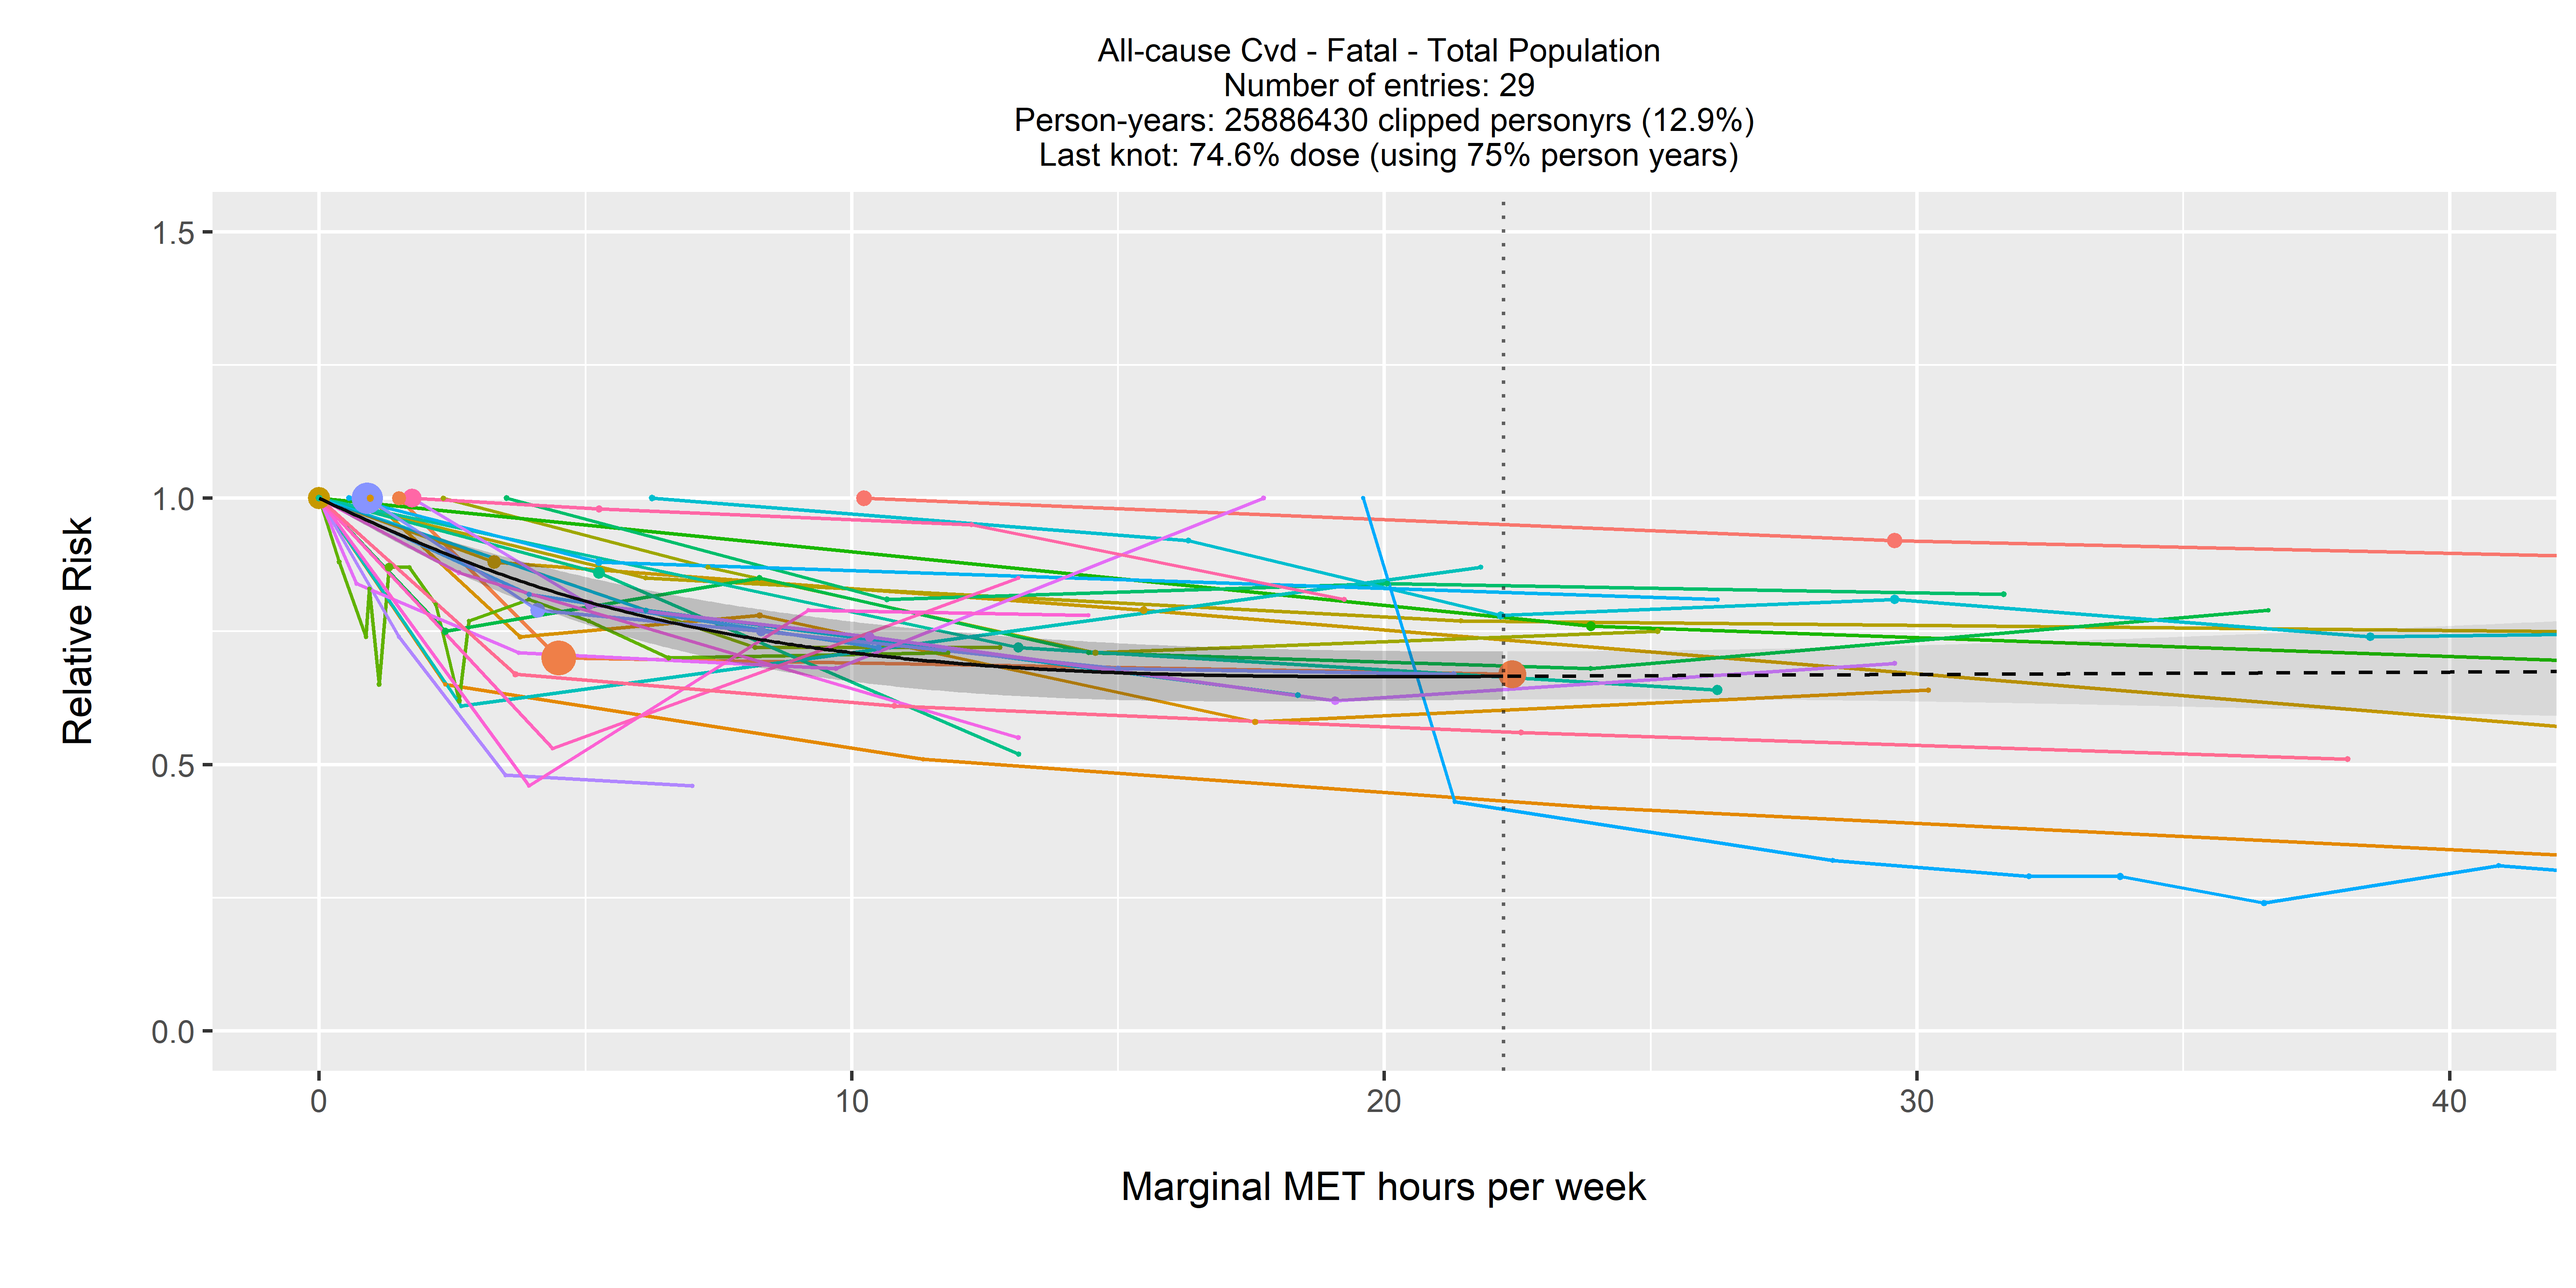 All-cause Cvd - Fatal - Total Population
Number of entries: 29
Person-years: 25886430 clipped personyrs (12.9%)
Last knot: 74.6% dose (using 75% person years)
1.5
1.0
0.5
0.0
Relative Risk
0 10 20 30 40
Marginal MET hours per week